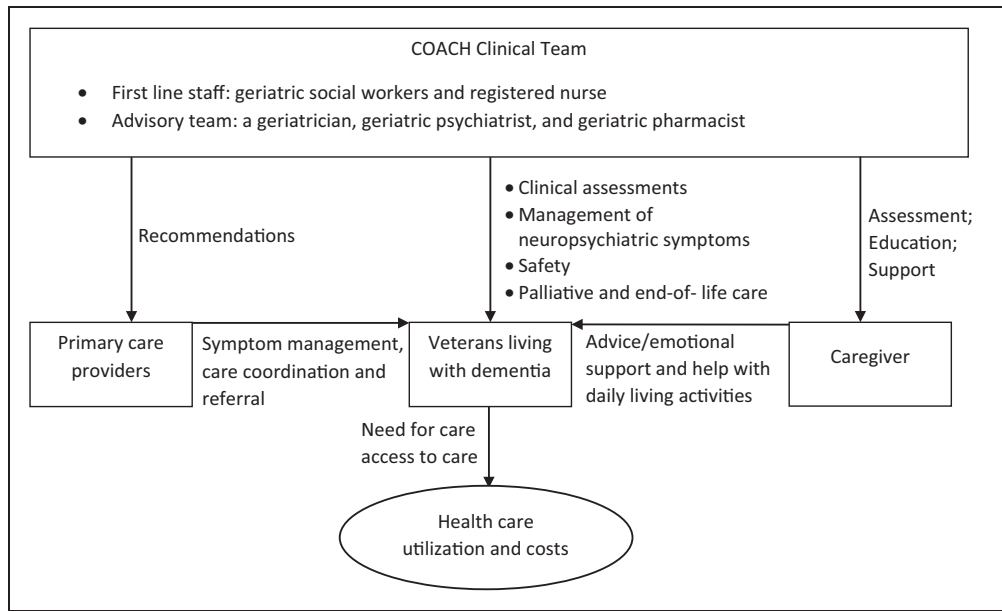 COACH Clinical Team
• First line staff: geriatric social workers and registered nurse
• Advisory team: a geriatrician, geriatric psychiatrist, and geriatric pharmacist
Recommendations
• Clinical assessments
• Management of
neuropsychiatric symptoms
• Safety
• Palliative and end-of- life care
Assessment;
Education;
Support
Primary care
providers
Symptom management,
care coordination and
referral
Veterans living
with dementia
Advice/emotional
support and help with
daily living activities
Caregiver
Need for care
access to care
Health care
utilization and costs